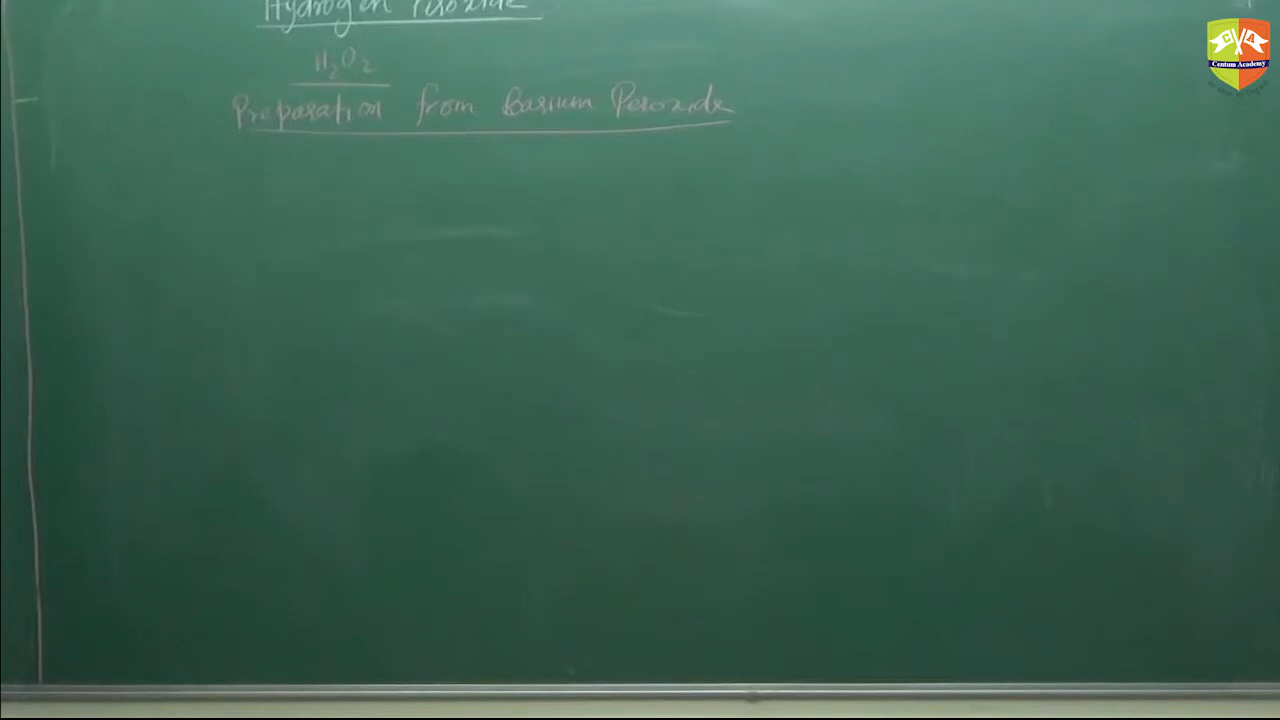 Hydrogen Peroxide
H₂O₂
Preparation from Barium Peroxide
C A
Centum Academy